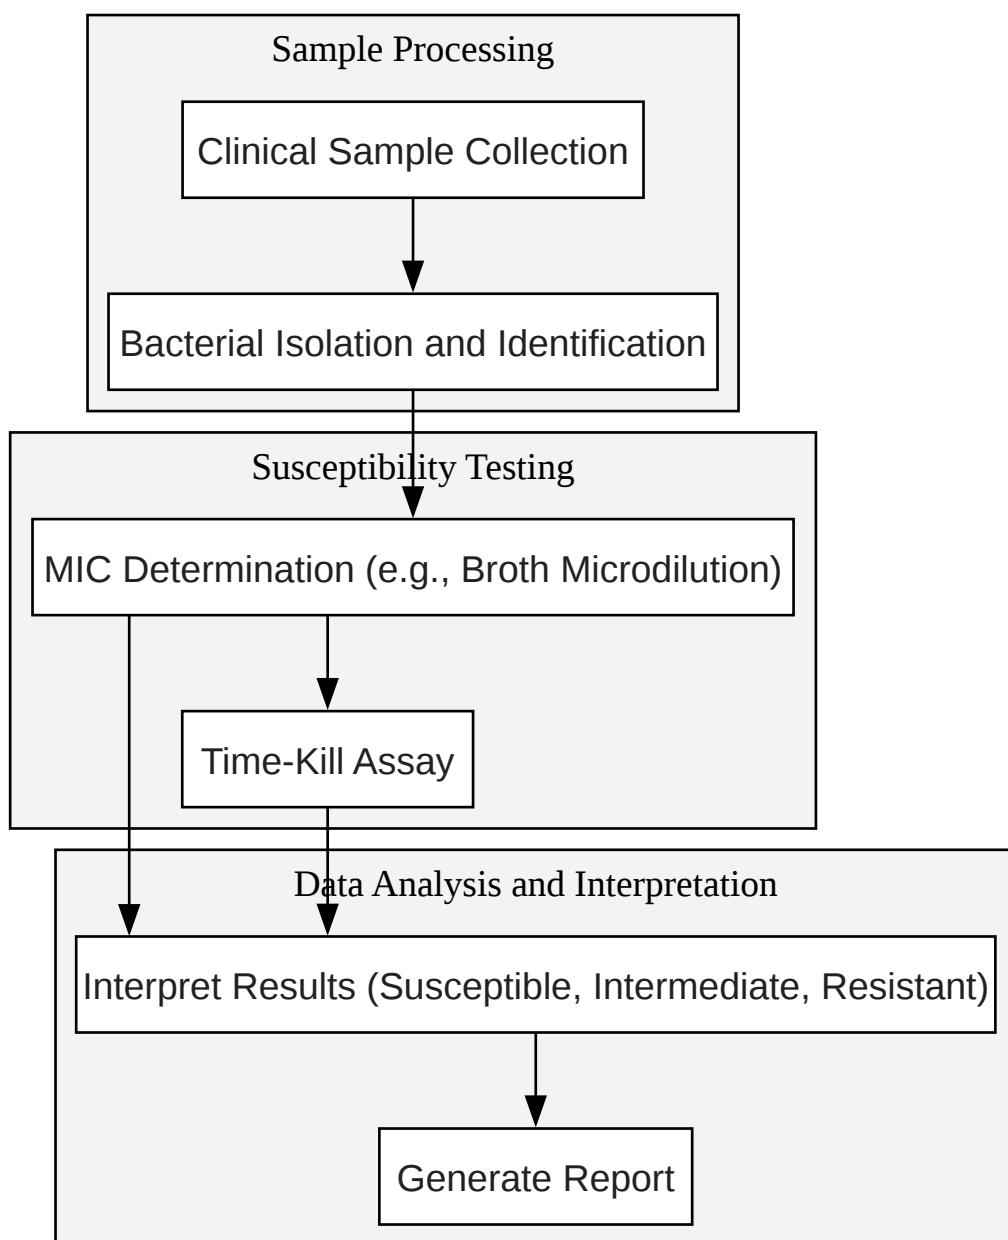 Sample Processing
Clinical Sample Collection
Bacterial Isolation and Identification
Susceptibility Testing
MIC Determination (e.g., Broth Microdilution)
Time-Kill Assay
Data Analysis and Interpretation
Interpret Results (Susceptible, Intermediate, Resistant)
Generate Report